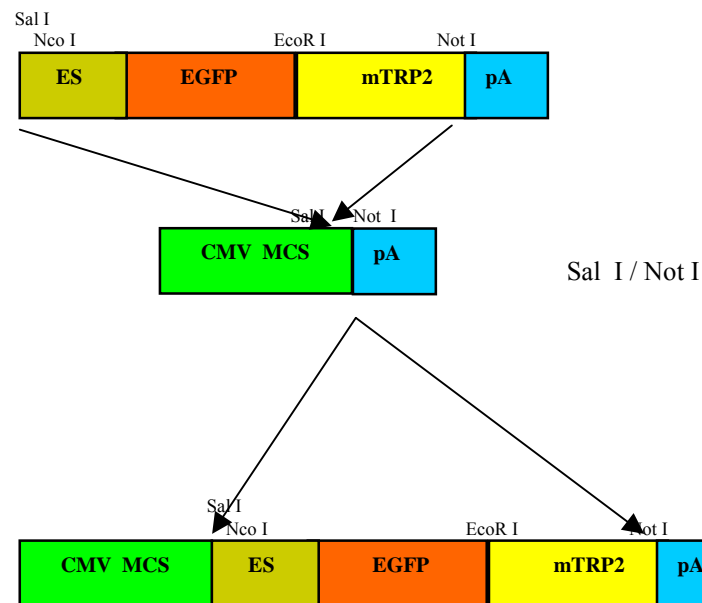 Sal I
Nco I EcoR I Not I
ES EGFP mTRP2 pA
Sal I Not I
CMV MCS pA
Sal I / Not I
Sal I
Nco I EcoR I Not I
CMV MCS ES EGFP mTRP2 pA